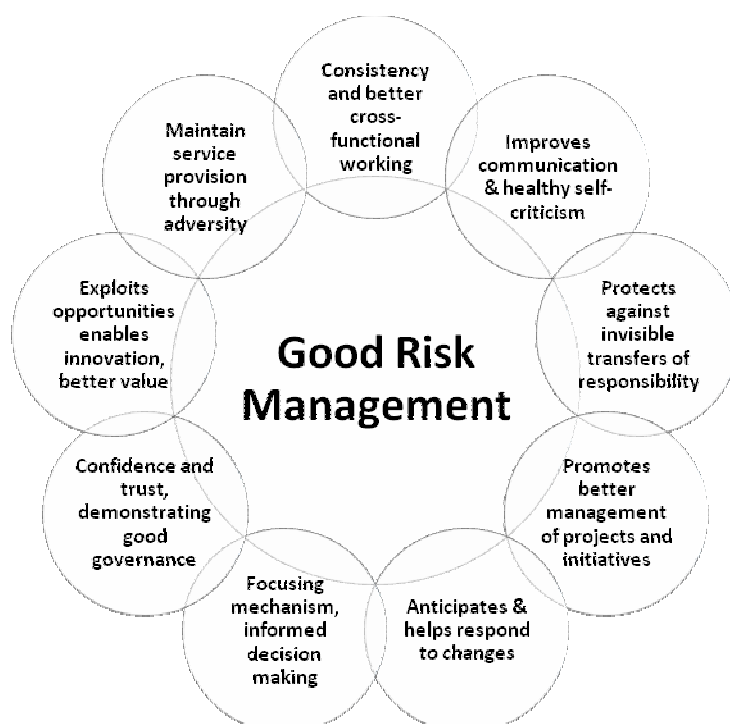 Consistency
and better
cross-
functional
working
Improves
communication
& healthy self-
criticism
Protects
against
invisible
transfers of
responsibility
Promotes
better
management
of projects and
initiatives
Anticipates &
helps respond
to changes
Focusing
mechanism,
informed
decision
making
Confidence and
trust,
demonstrating
good
governance
Exploits
opportunities
enables
innovation,
better value
Maintain
service
provision
through
adversity
Good Risk
Management